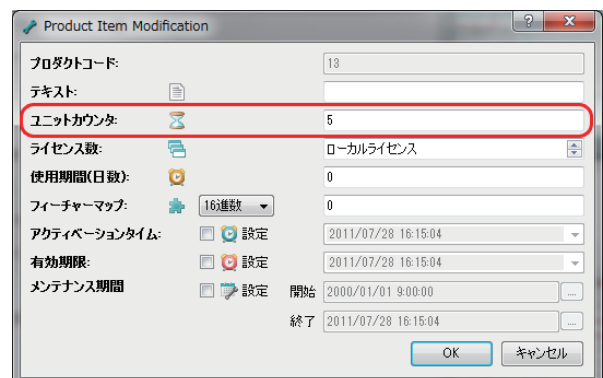 Product Item Modification
プロダクトコード: 13
テキスト:
ユニットカウンタ: 5
ライセンス数: ローカルライセンス
使用期間(日数): 0
フィーチャーマップ: 16進数 0
アクティベーションタイム: 設定 2011/07/28 16:15:04
有効期限: 設定 2011/07/28 16:15:04
メンテナンス期間 設定 開始 2000/01/01 9:00:00 ...
終了 2011/07/28 16:15:04 ...
OK キャンセル